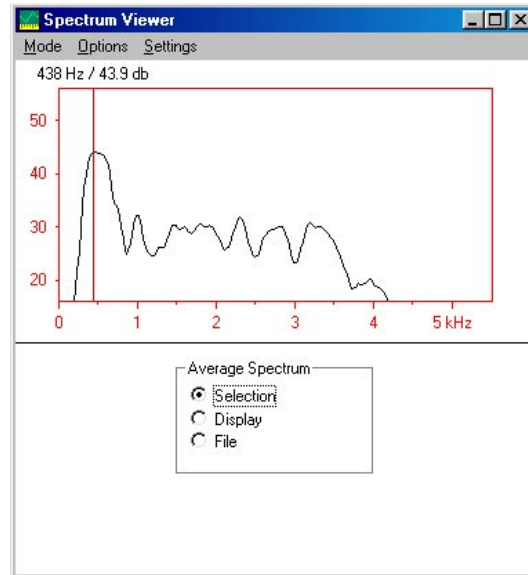 Spectrum Viewer
Mode Options Settings
438 Hz / 43.9 db
50
40
30
20
0 1 2 3 4 5 kHz
Average Spectrum
Selection
Display
File